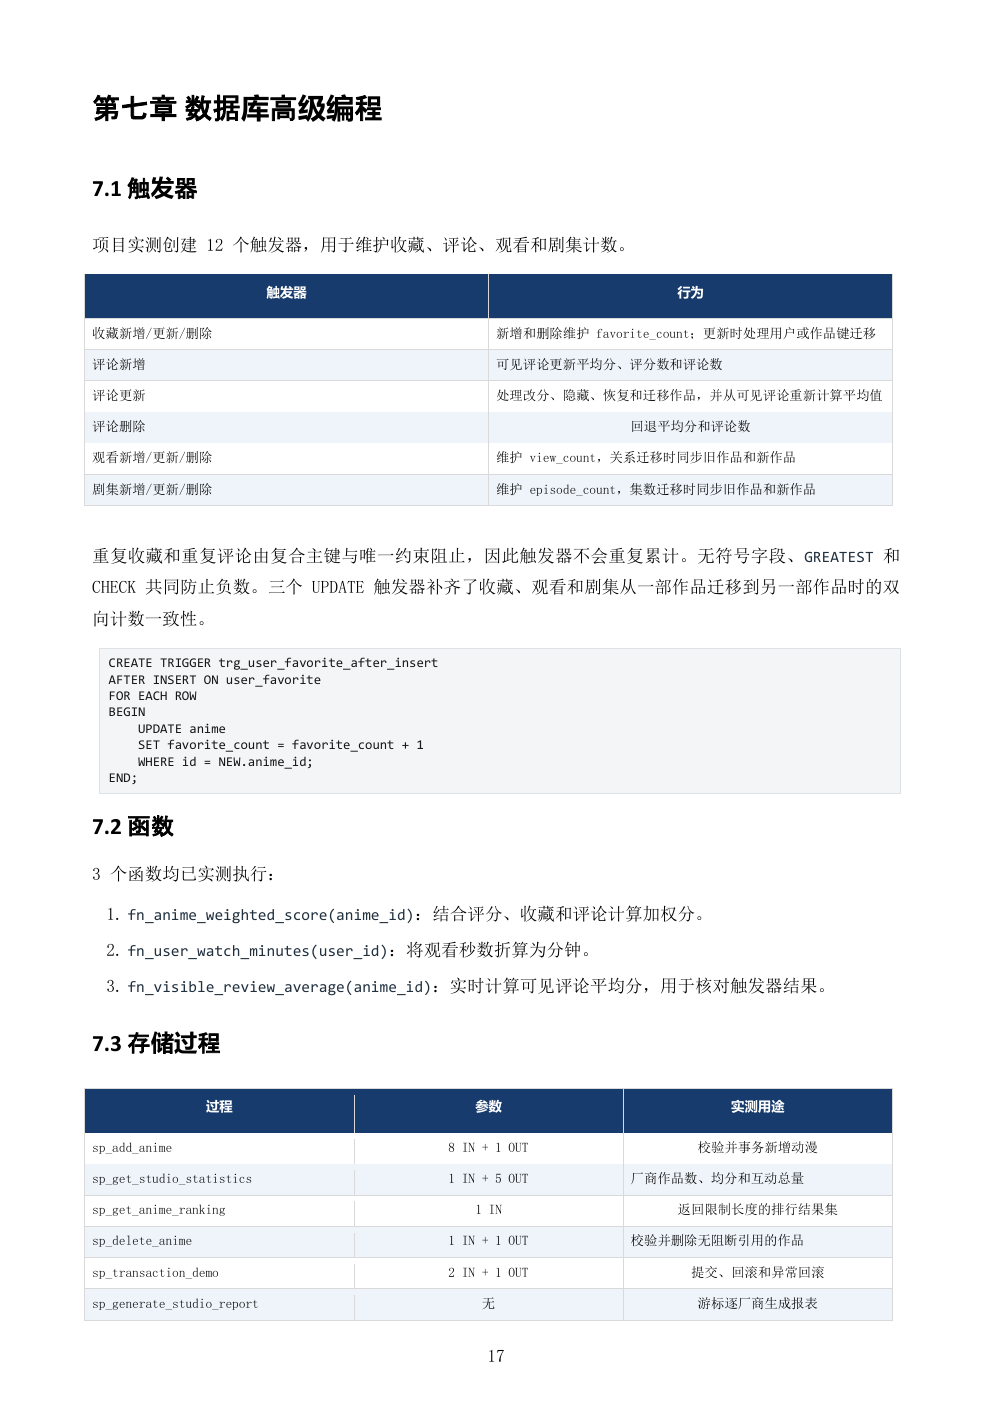 第七章 数据库高级编程
7.1 触发器
项目实测创建 12 个触发器，用于维护收藏、评论、观看和剧集计数。
触发器 行为
收藏新增/更新/删除 新增和删除维护 favorite_count；更新时处理用户或作品键迁移
评论新增 可见评论更新平均分、评分数和评论数
评论更新 处理改分、隐藏、恢复和迁移作品，并从可见评论重新计算平均值
评论删除 回退平均分和评论数
观看新增/更新/删除 维护 view_count，关系迁移时同步旧作品和新作品
剧集新增/更新/删除 维护 episode_count，集数迁移时同步旧作品和新作品
重复收藏和重复评论由复合主键与唯一约束阻止，因此触发器不会重复累计。无符号字段、GREATEST 和
CHECK 共同防止负数。三个 UPDATE 触发器补齐了收藏、观看和剧集从一部作品迁移到另一部作品时的双
向计数一致性。
CREATE TRIGGER trg_user_favorite_after_insert
AFTER INSERT ON user_favorite
FOR EACH ROW
BEGIN
    UPDATE anime
    SET favorite_count = favorite_count + 1
    WHERE id = NEW.anime_id;
END;
7.2 函数
3 个函数均已实测执行：
1. fn_anime_weighted_score(anime_id)：结合评分、收藏和评论计算加权分。
2. fn_user_watch_minutes(user_id)：将观看秒数折算为分钟。
3. fn_visible_review_average(anime_id)：实时计算可见评论平均分，用于核对触发器结果。
7.3 存储过程
过程 参数 实测用途
sp_add_anime 8 IN + 1 OUT 校验并事务新增动漫
sp_get_studio_statistics 1 IN + 5 OUT 厂商作品数、均分和互动总量
sp_get_anime_ranking 1 IN 返回限制长度的排行结果集
sp_delete_anime 1 IN + 1 OUT 校验并删除无阻断引用的作品
sp_transaction_demo 2 IN + 1 OUT 提交、回滚和异常回滚
sp_generate_studio_report 无 游标逐厂商生成报表
17